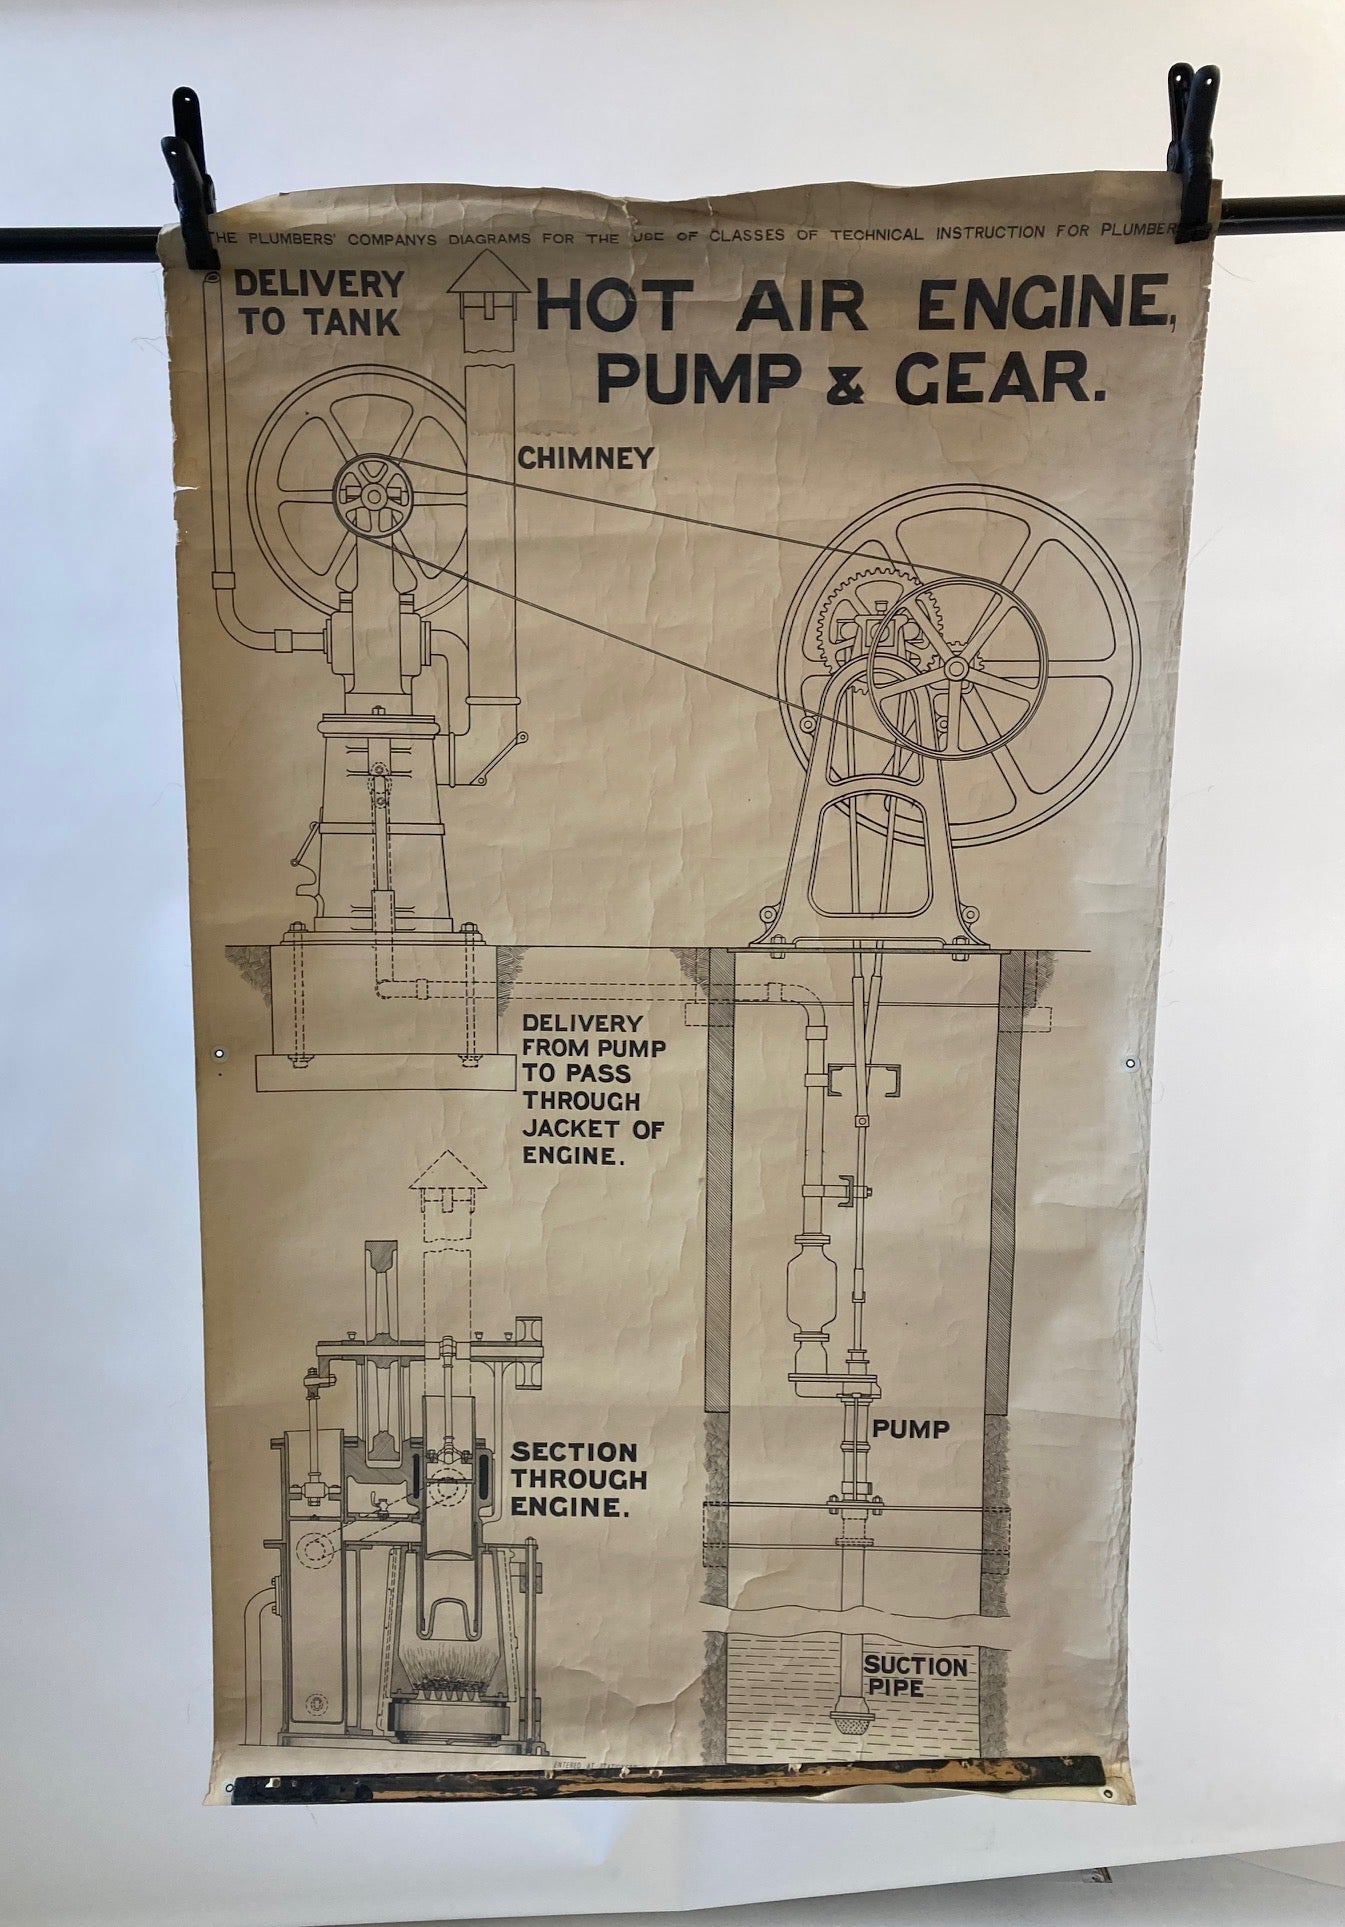 THE PLUMBERS' COMPANYS DIAGRAMS FOR THE USE OF CLASSES OF TECHNICAL INSTRUCTION FOR PLUMBER
DELIVERY
TO TANK
HOT AIR ENGINE,
PUMP & GEAR.
CHIMNEY
DELIVERY
FROM PUMP
TO PASS
THROUGH
JACKET OF
ENGINE.
SECTION
THROUGH
ENGINE.
PUMP
SUCTION
PIPE
ENTERED AT